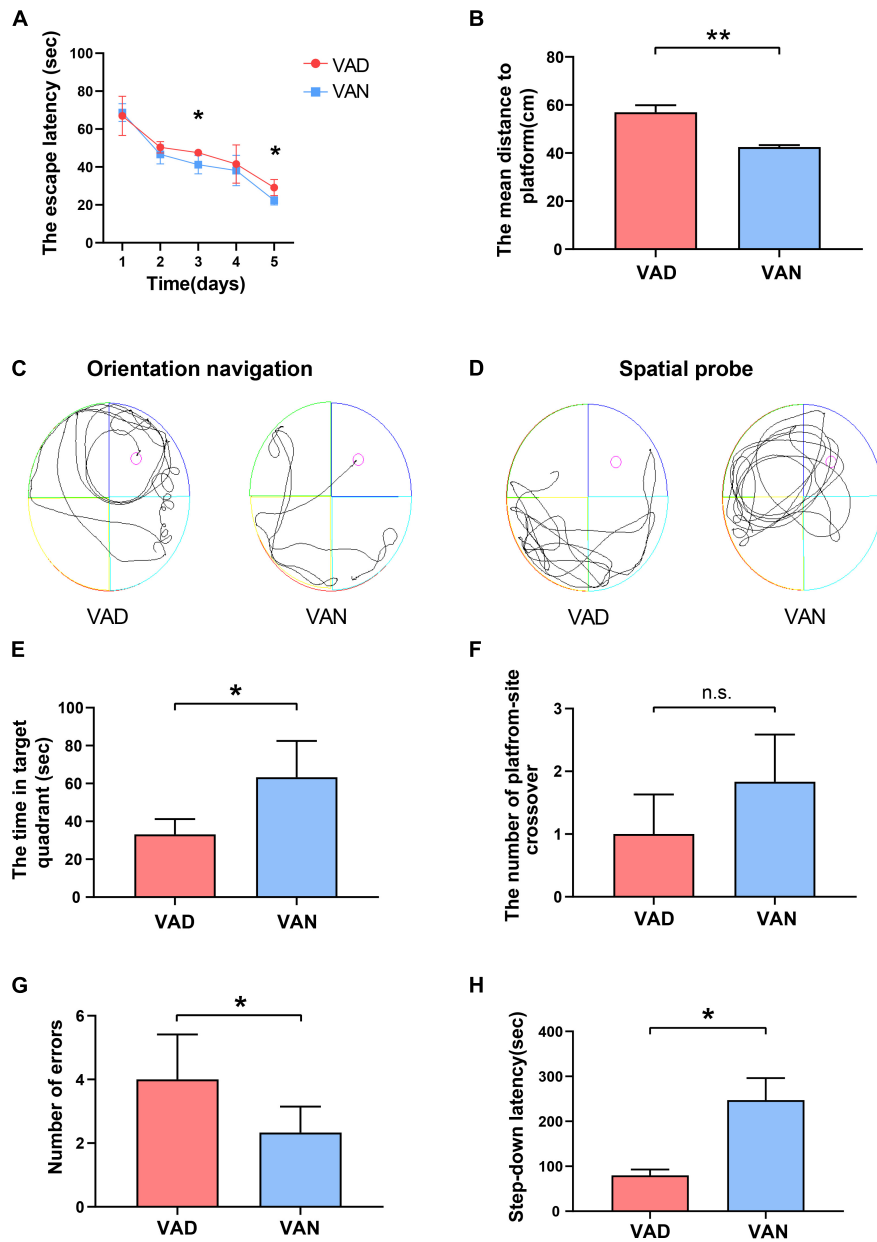 A
The escape latency (sec)
100
80
60
40
20
0
1 2 3 4 5
Time(days)
*
*
VAD
VAN
B
The mean distance to
platform(cm)
80
60
40
20
0
**
VAD VAN
C Orientation navigation
VAD VAN
D Spatial probe
VAD VAN
E
The time in target
quadrant (sec)
100
80
60
40
20
0
*
VAD VAN
F
The number of platfrom-site
crossover
3
2
1
0
n.s.
VAD VAN
G
Number of errors
6
4
2
0
*
VAD VAN
H
Step-down latency(sec)
400
300
200
100
0
*
VAD VAN